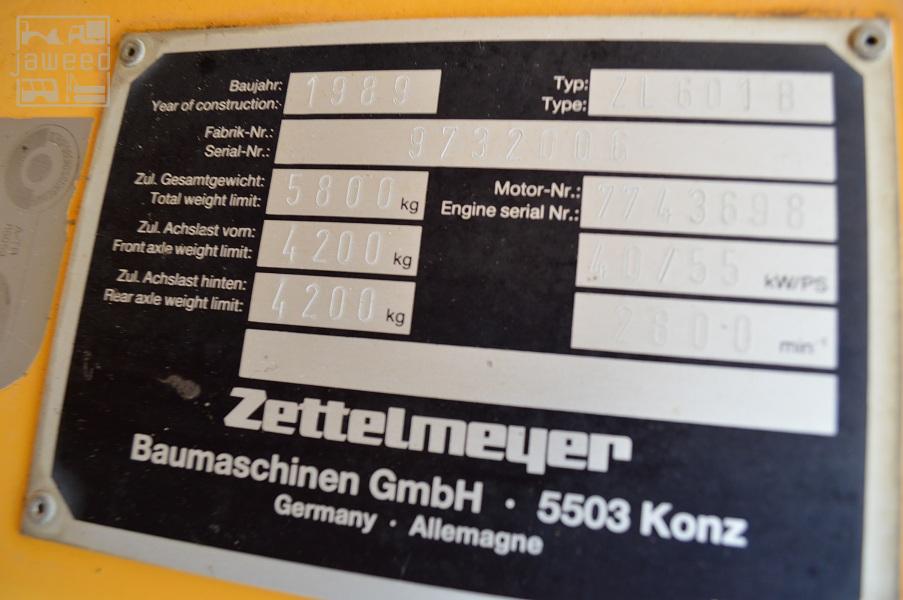 jaweed
Baujahr: 1989 Typ: ZL 601 B
Year of construction: Type:
Fabrik-Nr.: 9732006
Serial-Nr.:
Zul. Gesamtgewicht: 5800 kg Motor-Nr.: 7743698
Total weight limit: Engine serial Nr.:
Zul. Achslast vorn: 4200 kg 40/55 kW/PS
Front axle weight limit:
Zul. Achslast hinten: 4200 kg 2800 min⁻¹
Rear axle weight limit:
Zettelmeyer
Baumaschinen GmbH · 5503 Konz
Germany · Allemagne